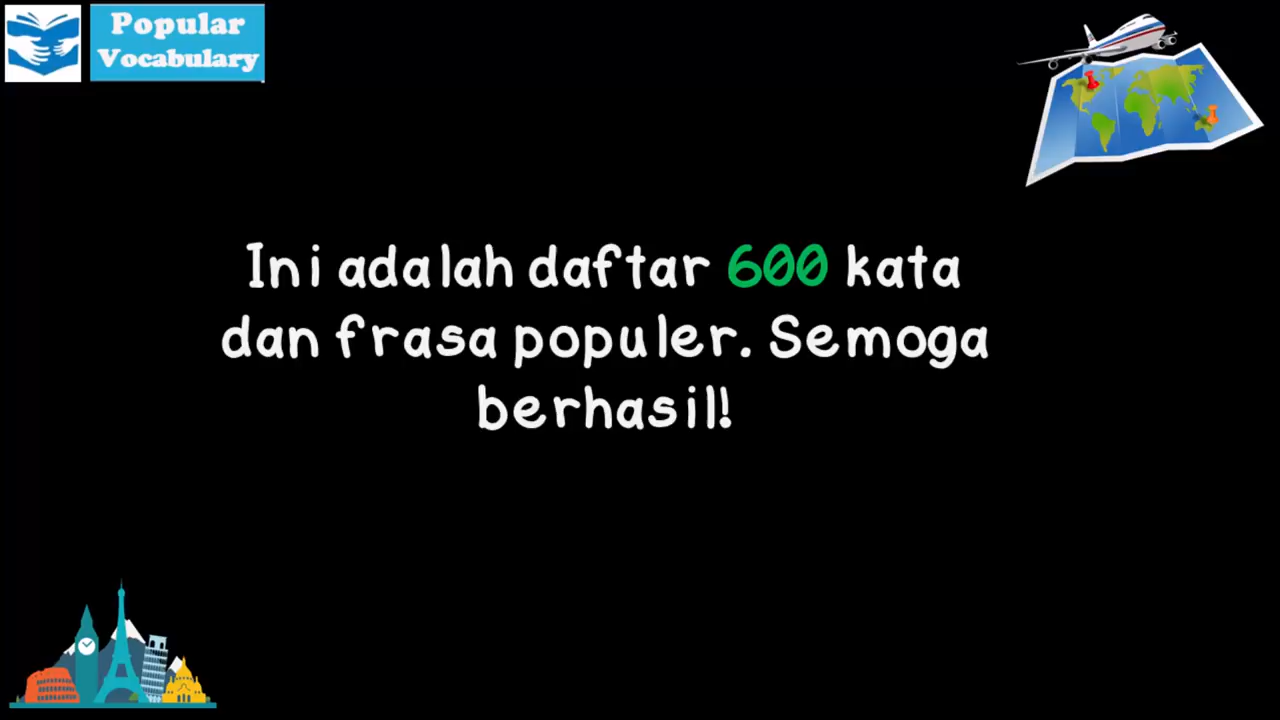 Popular
Vocabulary
Ini adalah daftar 600 kata
dan frasa populer. Semoga
berhasil!